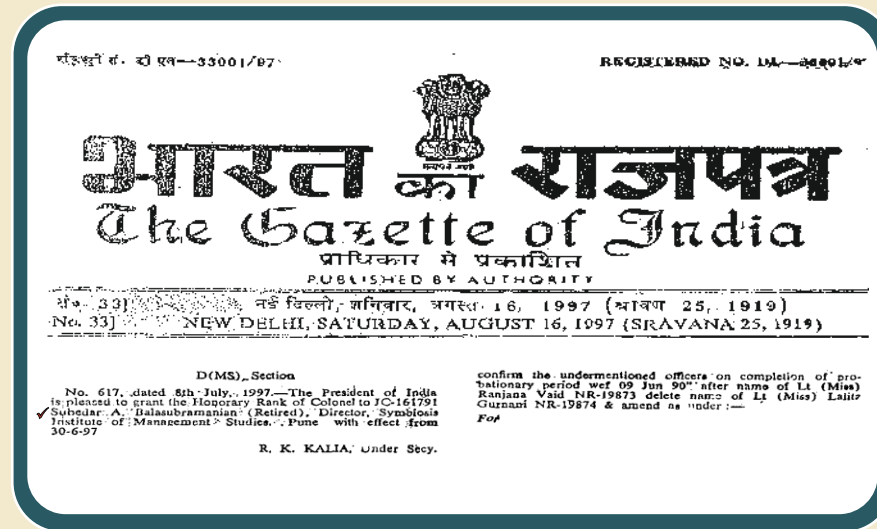 सं. डी एल—33001/97
REGISTERED NO. DL—33001/9
सत्यमेव जयते
भारत का राजपत्र
The Gazette of India
प्राधिकार से प्रकाशित
PUBLISHED BY AUTHORITY
सं. 33] नई दिल्ली, शनिवार, अगस्त 16, 1997 (श्रावण 25, 1919)
No. 33] NEW DELHI, SATURDAY, AUGUST 16, 1997 (SRAVANA 25, 1919)
D(MS) Section
No. 617, dated 8th July, 1997.—The President of India
is pleased to grant the Honorary Rank of Colonel to JC-161791
Subedar A. Balasubramanian (Retired), Director, Symbiosis
Institute of Management Studies, Pune with effect from
30-6-97
R. K. KALIA, Under Secy.
confirm the undermentioned officers on completion of pro-
bationary period wef 09 Jun 90" after name of Lt (Miss)
Ranjana Vaid NR-19873 delete name of Lt (Miss) Lalita
Gurnani NR-19874 & amend as under :—
For